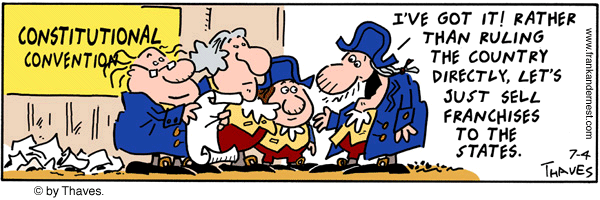 CONSTITUTIONAL
CONVENTION
I'VE GOT IT! RATHER
THAN RULING
THE COUNTRY
DIRECTLY, LET'S
JUST SELL
FRANCHISES
TO THE
STATES.
7-4
THAVES
www.frankandernest.com
© by Thaves.